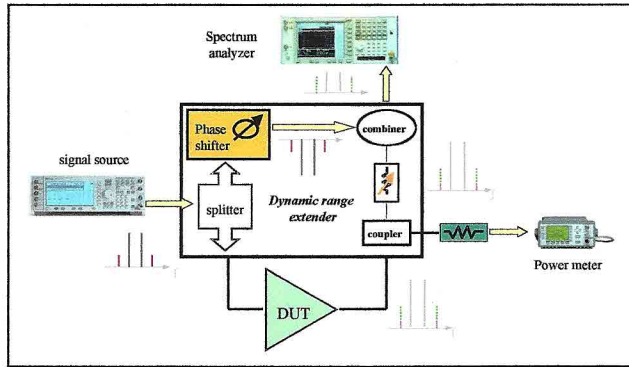 Spectrum
analyzer
Phase
shifter
combiner
signal source
splitter
Dynamic range
extender
coupler
Power meter
DUT